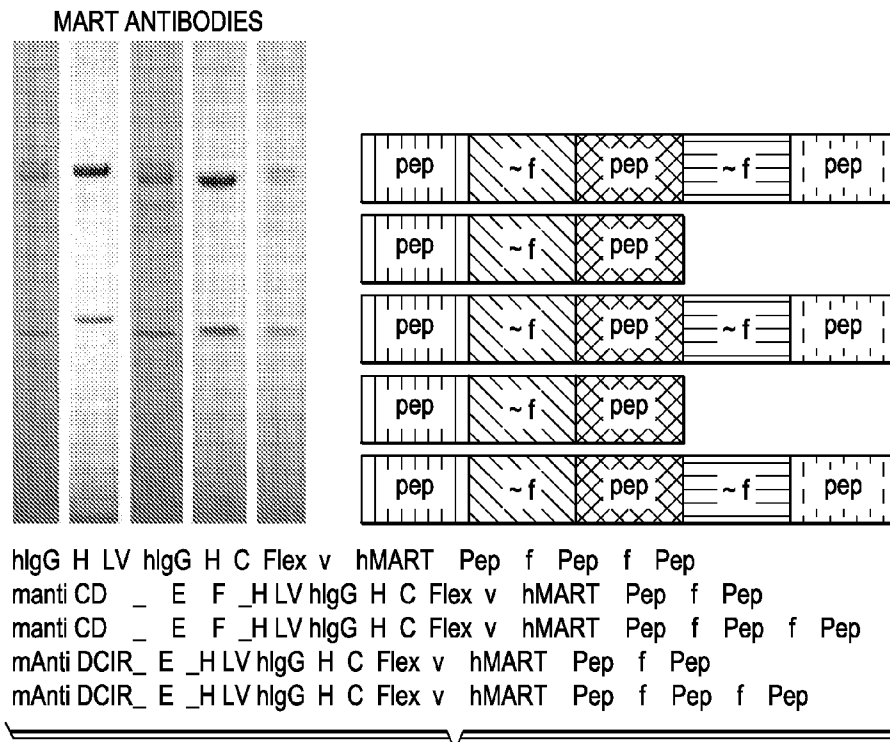 MART ANTIBODIES
pep ~ f pep ~ f pep
pep ~ f pep
pep ~ f pep ~ f pep
pep ~ f pep
pep ~ f pep ~ f pep
hIgG H LV hIgG H C Flex v hMART Pep f Pep f Pep
manti CD _ E F _H LV hIgG H C Flex v hMART Pep f Pep
manti CD _ E F _H LV hIgG H C Flex v hMART Pep f Pep f Pep
mAnti DCIR_ E _H LV hIgG H C Flex v hMART Pep f Pep
mAnti DCIR_ E _H LV hIgG H C Flex v hMART Pep f Pep f Pep